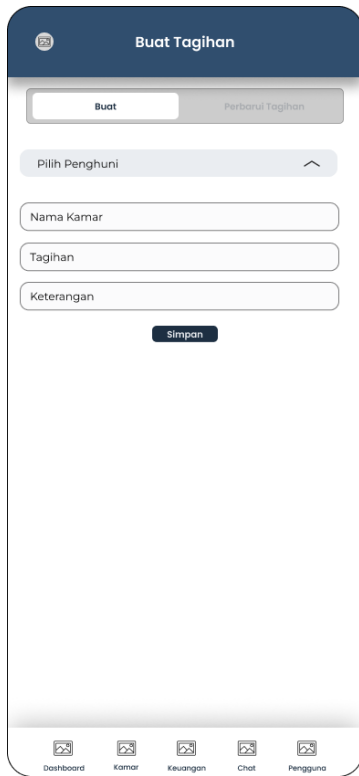 Buat Tagihan
Buat Perbarui Tagihan
Pilih Penghuni
Nama Kamar
Tagihan
Keterangan
Simpan
Dashboard Kamar Keuangan Chat Pengguna